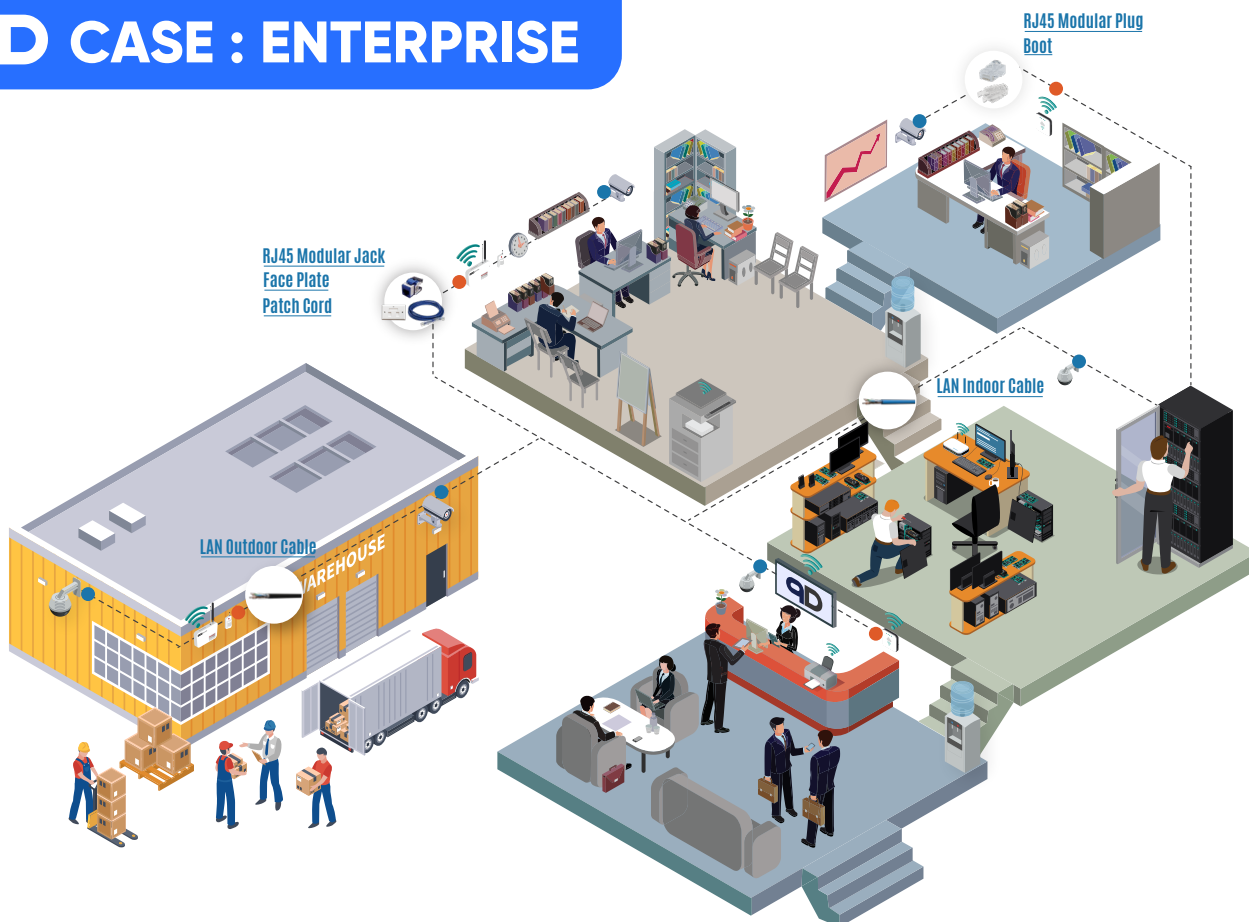 D CASE : ENTERPRISE
RJ45 Modular Plug
Boot
RJ45 Modular Jack
Face Plate
Patch Cord
LAN Indoor Cable
LAN Outdoor Cable
WAREHOUSE
9D